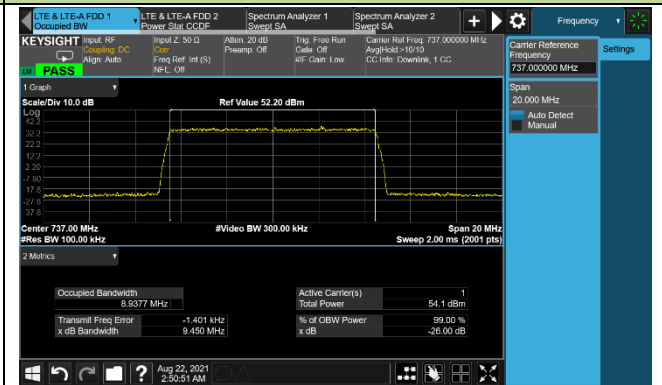 LTE & LTE-A FDD 1
Occupied BW
LTE & LTE-A FDD 2
Power Stat CCDF
Spectrum Analyzer 1
Swept SA
Spectrum Analyzer 2
Swept SA
Frequency
KEYSIGHT
Input: RF
Coupling: DC
Align: Auto
Input Z: 50 Ω
Corr
Freq Ref: Int (S)
NFE: Off
Atten: 20 dB
Preamp: Off
Trig: Free Run
Gate: Off
#IF Gain: Low
Carrier Ref Freq: 737.000000 MHz
Avg|Hold:>10/10
CC Info: Downlink, 1 CC
PASS
Carrier Reference
Frequency
737.000000 MHz
Settings
Span
20.000 MHz
Auto Detect
Manual
1 Graph
Scale/Div 10.0 dB
Ref Value 52.20 dBm
Log
42.2
32.2
22.2
12.2
2.20
-7.80
-17.8
-27.8
-37.8
Center 737.00 MHz
#Video BW 300.00 kHz
Span 20 MHz
#Res BW 100.00 kHz
Sweep 2.00 ms (2001 pts)
2 Metrics
Occupied Bandwidth
8.9377 MHz
Active Carrier(s) 1
Total Power 54.1 dBm
Transmit Freq Error -1.401 kHz
x dB Bandwidth 9.450 MHz
% of OBW Power 99.00 %
x dB -26.00 dB
?
Aug 22, 2021
2:50:51 AM